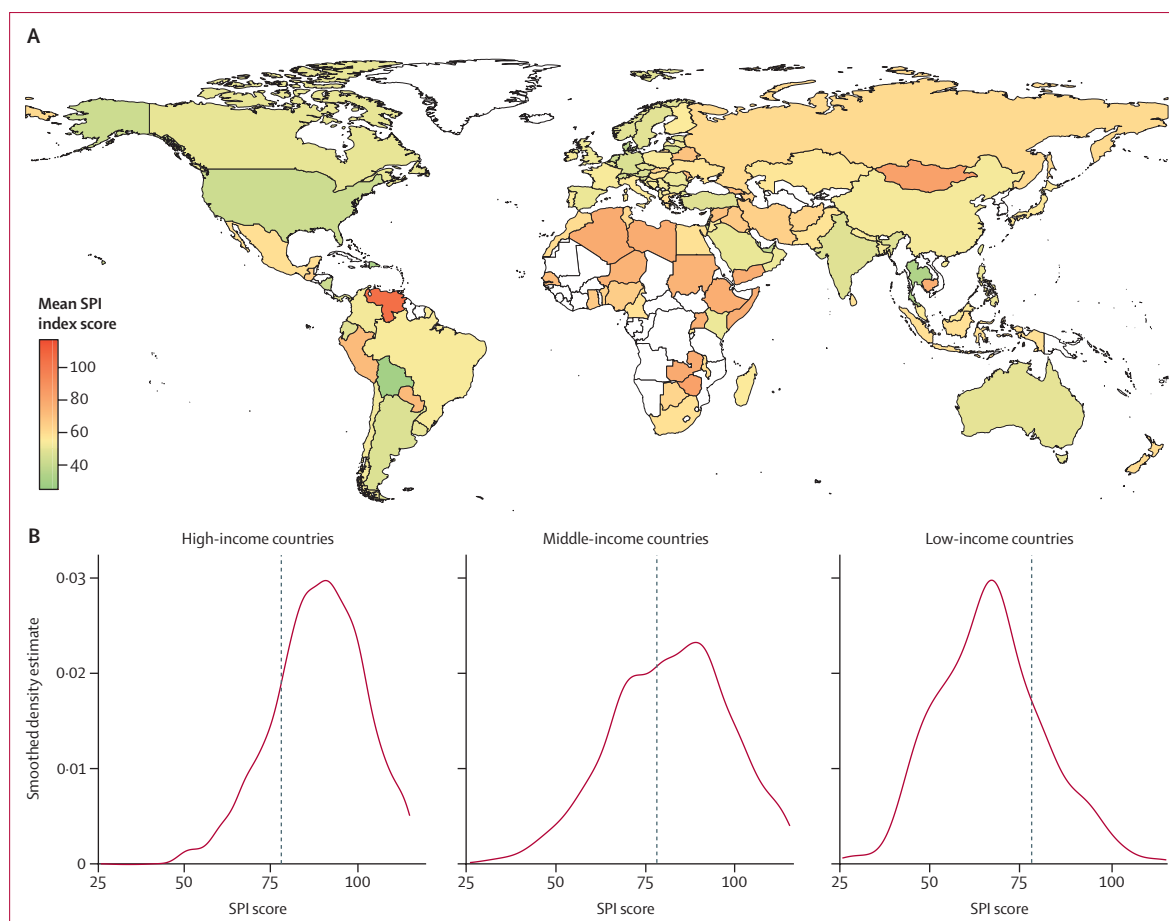 A
Mean SPI
index score
100
80
60
40
B
High-income countries
Middle-income countries
Low-income countries
Smoothed density estimate
0·03
0·02
0·01
0
25
50
75
100
SPI score
25
50
75
100
SPI score
25
50
75
100
SPI score